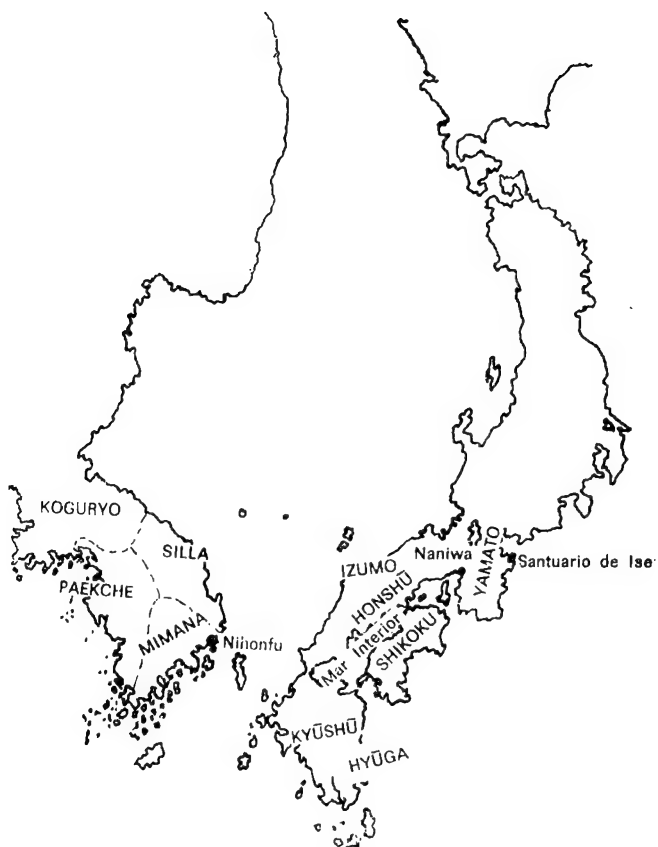 KOGURYO
SILLA
PAEKCHE
MIMANA
Nihonfu
IZUMO
Naniwa
YAMATO
Santuario de Ise
HONSHŪ
Mar Interior
SHIKOKU
KYŪSHŪ
HYŪGA